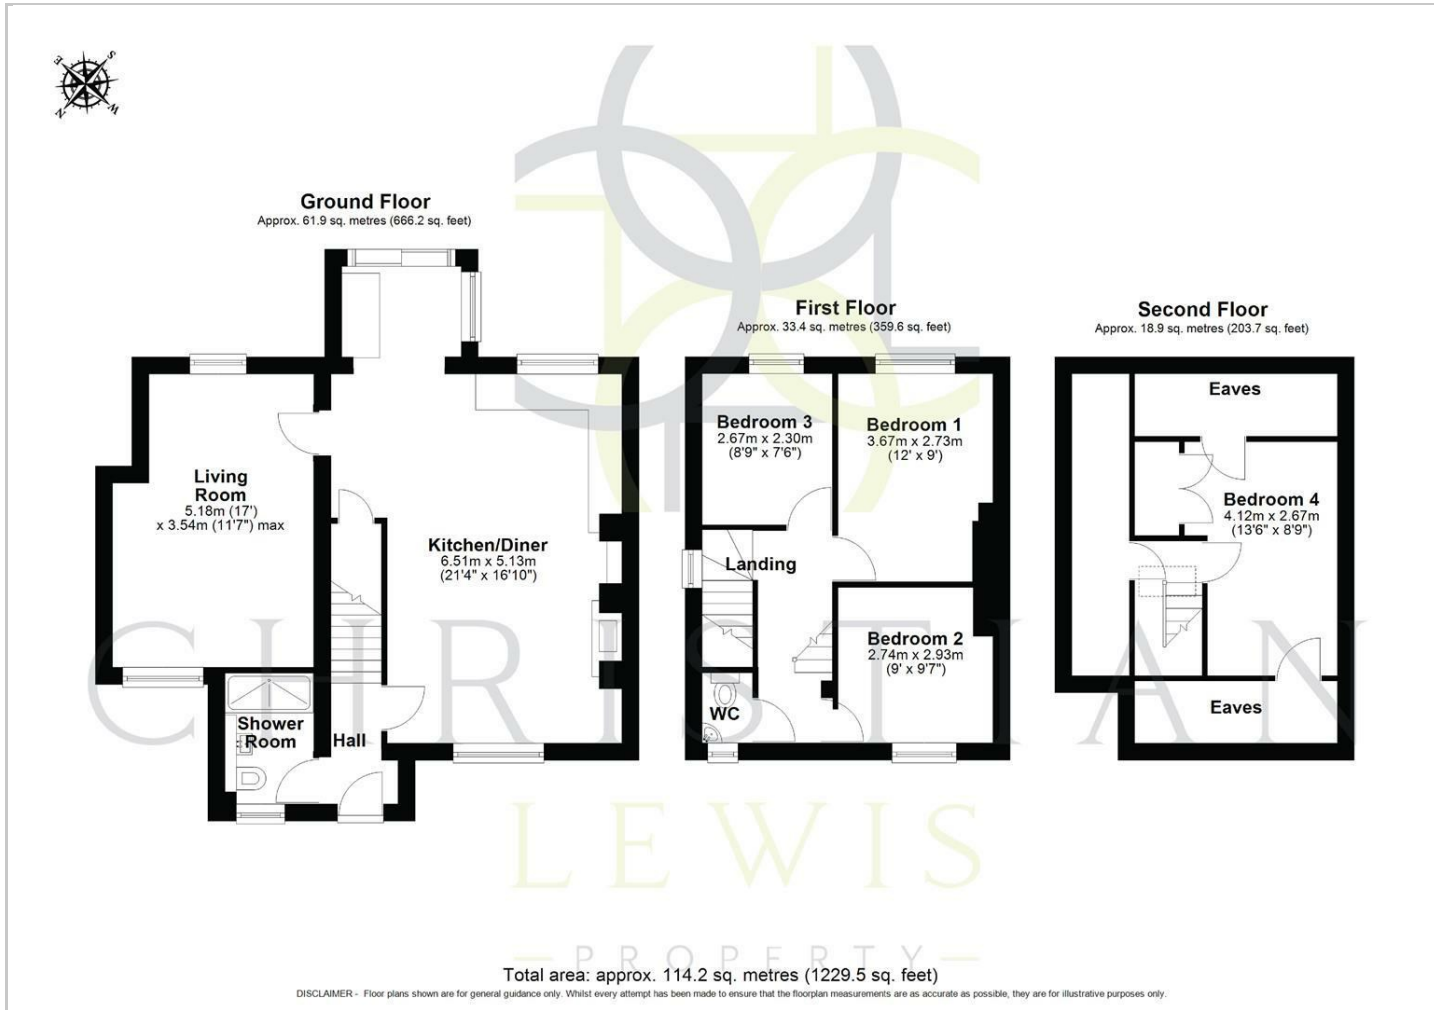 S
E
W
N
Ground Floor
Approx. 61.9 sq. metres (666.2 sq. feet)
Living
Room
5.18m (17')
x 3.54m (11'7") max
Kitchen/Diner
6.51m x 5.13m
(21'4" x 16'10")
Shower
Room
Hall
First Floor
Approx. 33.4 sq. metres (359.6 sq. feet)
Bedroom 3
2.67m x 2.30m
(8'9" x 7'6")
Bedroom 1
3.67m x 2.73m
(12' x 9')
Landing
Bedroom 2
2.74m x 2.93m
(9' x 9'7")
WC
Second Floor
Approx. 18.9 sq. metres (203.7 sq. feet)
Eaves
Bedroom 4
4.12m x 2.67m
(13'6" x 8'9")
Eaves
CHRISTIAN
LEWIS
PROPERTY
Total area: approx. 114.2 sq. metres (1229.5 sq. feet)
DISCLAIMER - Floor plans shown are for general guidance only. Whilst every attempt has been made to ensure that the floorplan measurements are as accurate as possible, they are for illustrative purposes only.